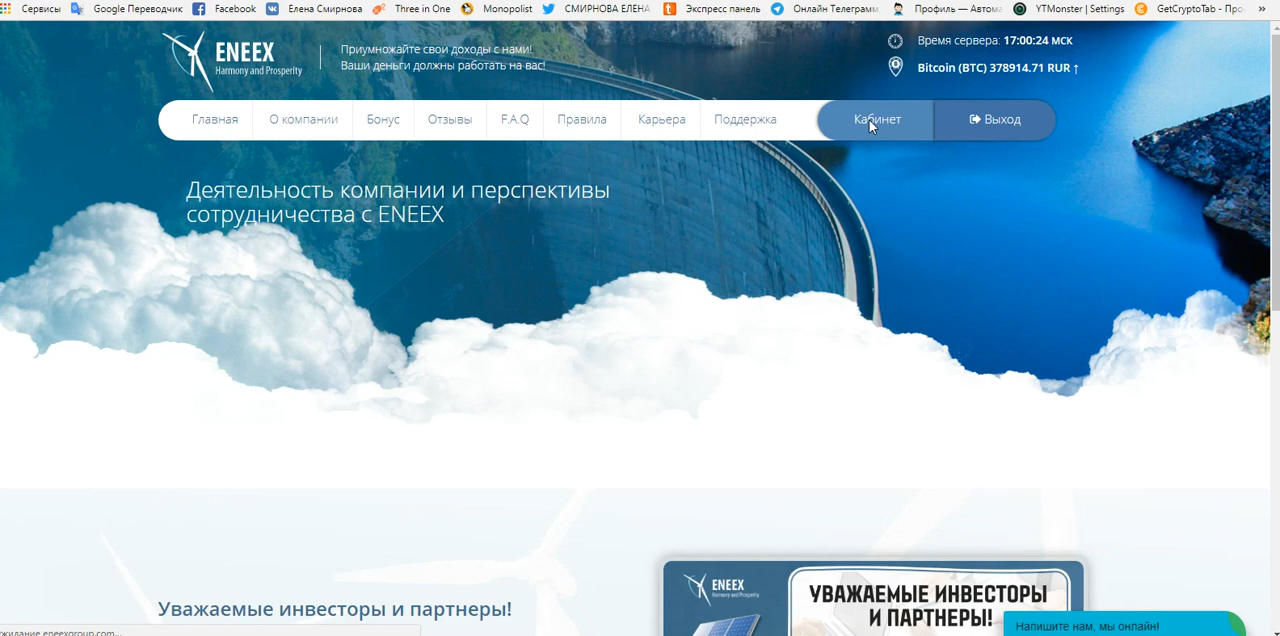 Сервисы Google Переводчик Facebook Елена Смирнова Three in One Monopolist СМИРНОВА ЕЛЕНА Экспресс панель Онлайн Телеграмм Профиль — Автома YTMonster | Settings GetCryptoTab - Про »
ENEEX
Harmony and Prosperity
Приумножайте свои доходы с нами!
Ваши деньги должны работать на вас!
Время сервера: 17:00:24 МСК
Bitcoin (BTC) 378914.71 RUR ↑
Главная О компании Бонус Отзывы F.A.Q Правила Карьера Поддержка Кабинет Выход
Деятельность компании и перспективы
сотрудничества с ENEEX
Уважаемые инвесторы и партнеры!
ENEEX
Harmony and Prosperity
УВАЖАЕМЫЕ ИНВЕСТОРЫ
И ПАРТНЕРЫ!
Напишите нам, мы онлайн!
жидание eneexgroup.com...